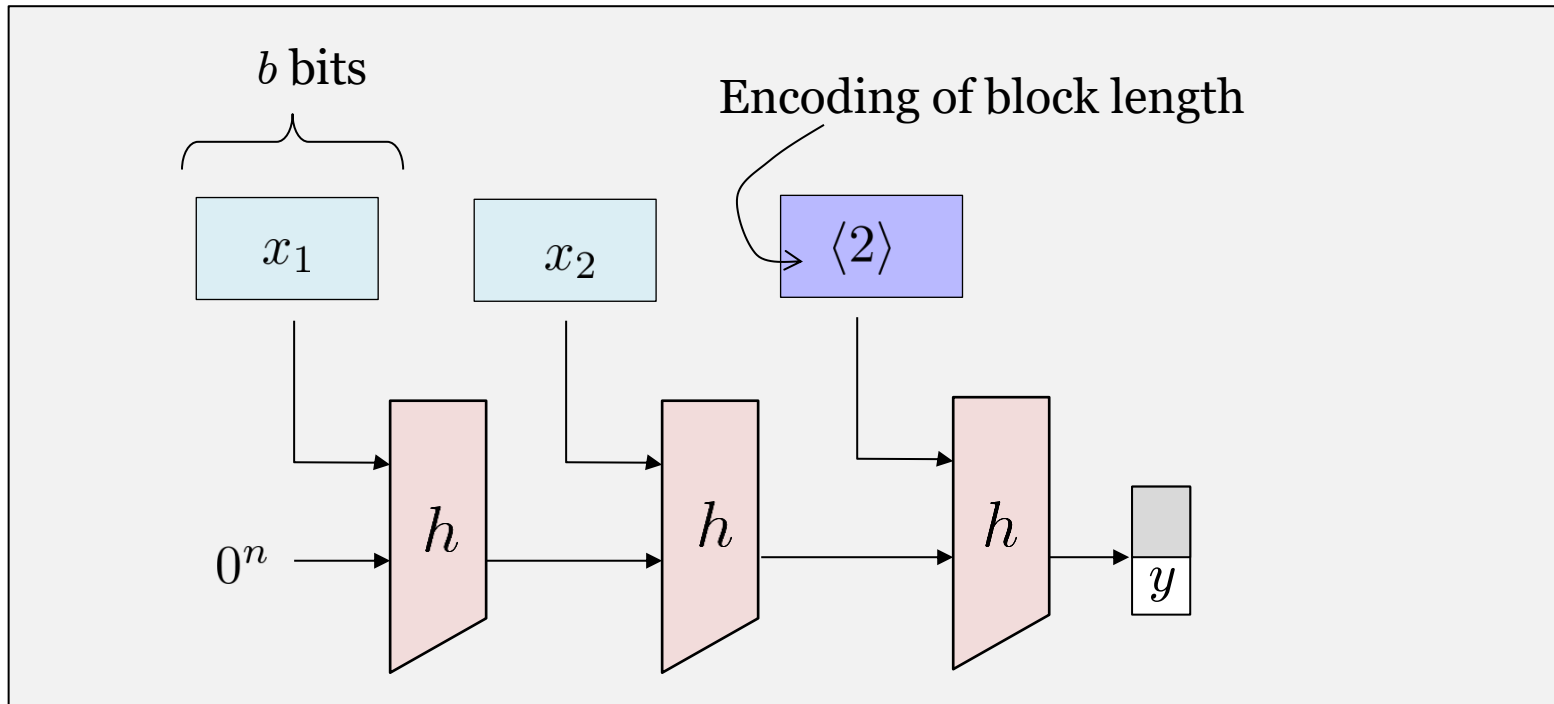 b bits
Encoding of block length
x₁
x₂
⟨2⟩
h
h
h
0ⁿ
y